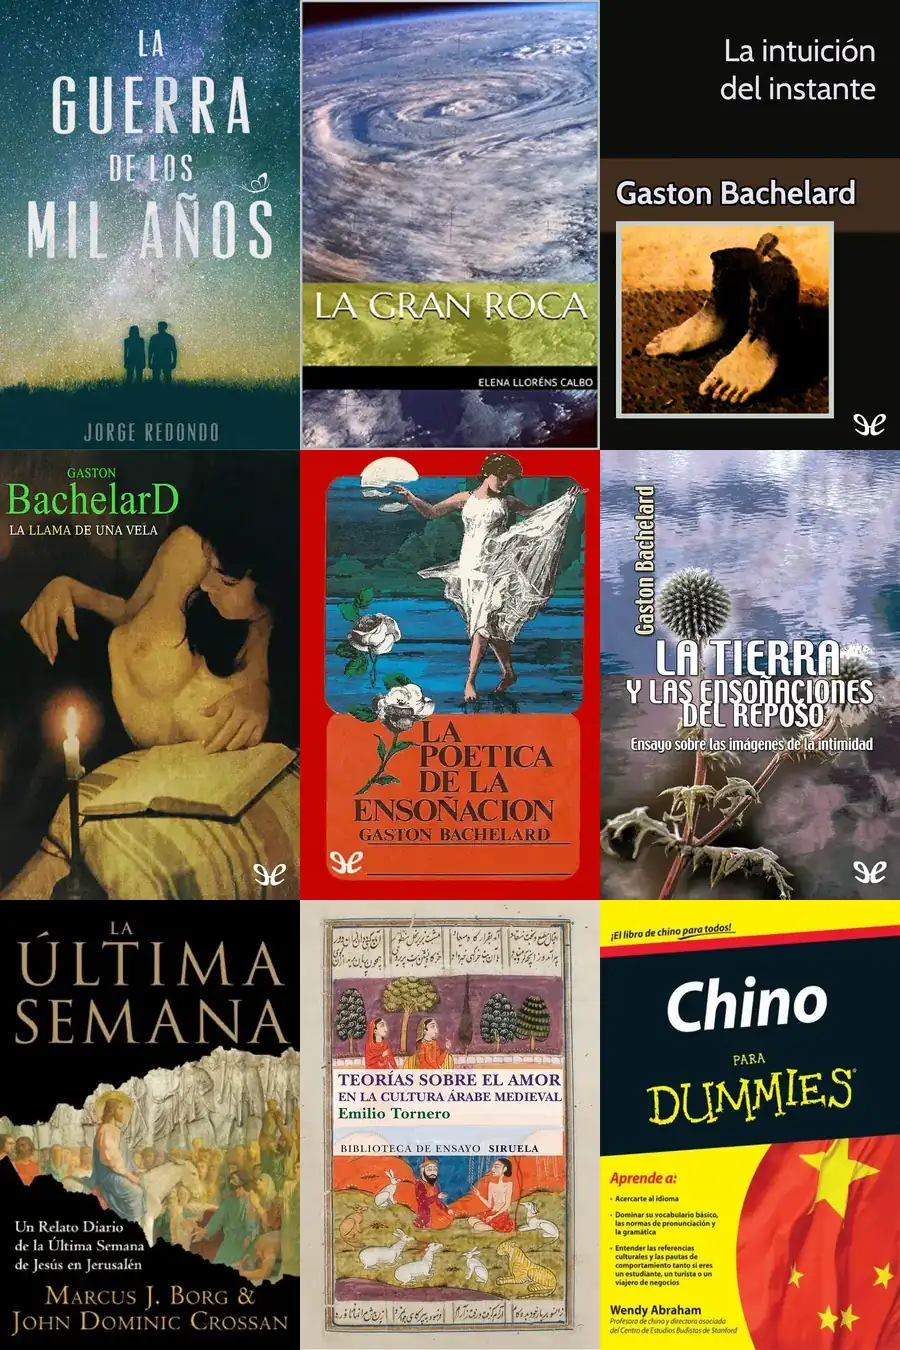 LA
GUERRA
DE LOS
MIL AÑOS
JORGE REDONDO
LA GRAN ROCA
ELENA LLORÉNS CALBO
La intuición
del instante
Gaston Bachelard
GASTON
BachelarD
LA LLAMA DE UNA VELA
LA
POETICA
DE LA
ENSOÑACION
GASTON BACHELARD
Gaston Bachelard
LA TIERRA
Y LAS ENSOÑACIONES
DEL REPOSO
Ensayo sobre las imágenes de la intimidad
LA
ÚLTIMA
SEMANA
Un Relato Diario
de la Última Semana
de Jesús en Jerusalén
MARCUS J. BORG &
JOHN DOMINIC CROSSAN
TEORÍAS SOBRE EL AMOR
EN LA CULTURA ÁRABE MEDIEVAL
Emilio Tornero
BIBLIOTECA DE ENSAYO SIRUELA
¡El libro de chino para todos!
Chino
PARA
DUMMIES
Aprende a:
• Acercarte al idioma
• Dominar su vocabulario básico,
las normas de pronunciación y
la gramática
• Entender las referencias
culturales y las pautas de
comportamiento tanto si eres
un estudiante, un turista o un
viajero de negocios
Wendy Abraham
Profesora de chino y directora asociada
del Centro de Estudios Budistas de Stanford